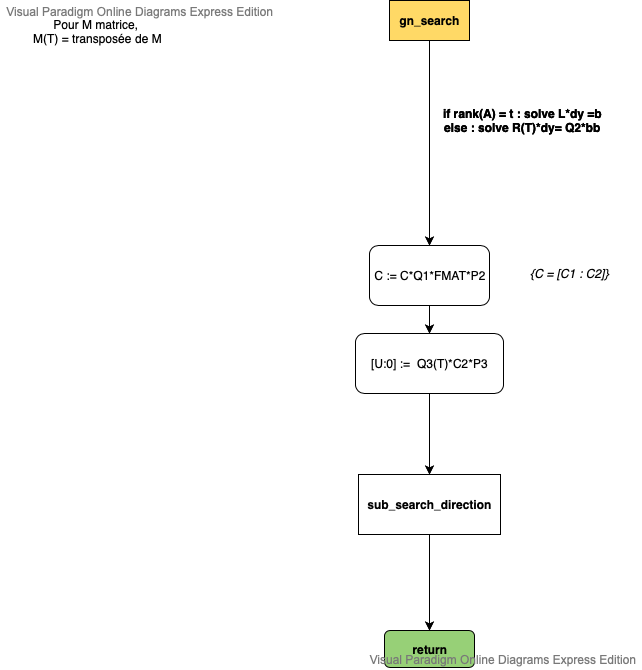 Visual Paradigm Online Diagrams Express Edition
Pour M matrice,
M(T) = transposée de M
gn_search
if rank(A) = t : solve L*dy =b
else : solve R(T)*dy= Q2*bb
C := C*Q1*FMAT*P2
{C = [C1 : C2]}
[U:0] := Q3(T)*C2*P3
sub_search_direction
return
Visual Paradigm Online Diagrams Express Edition